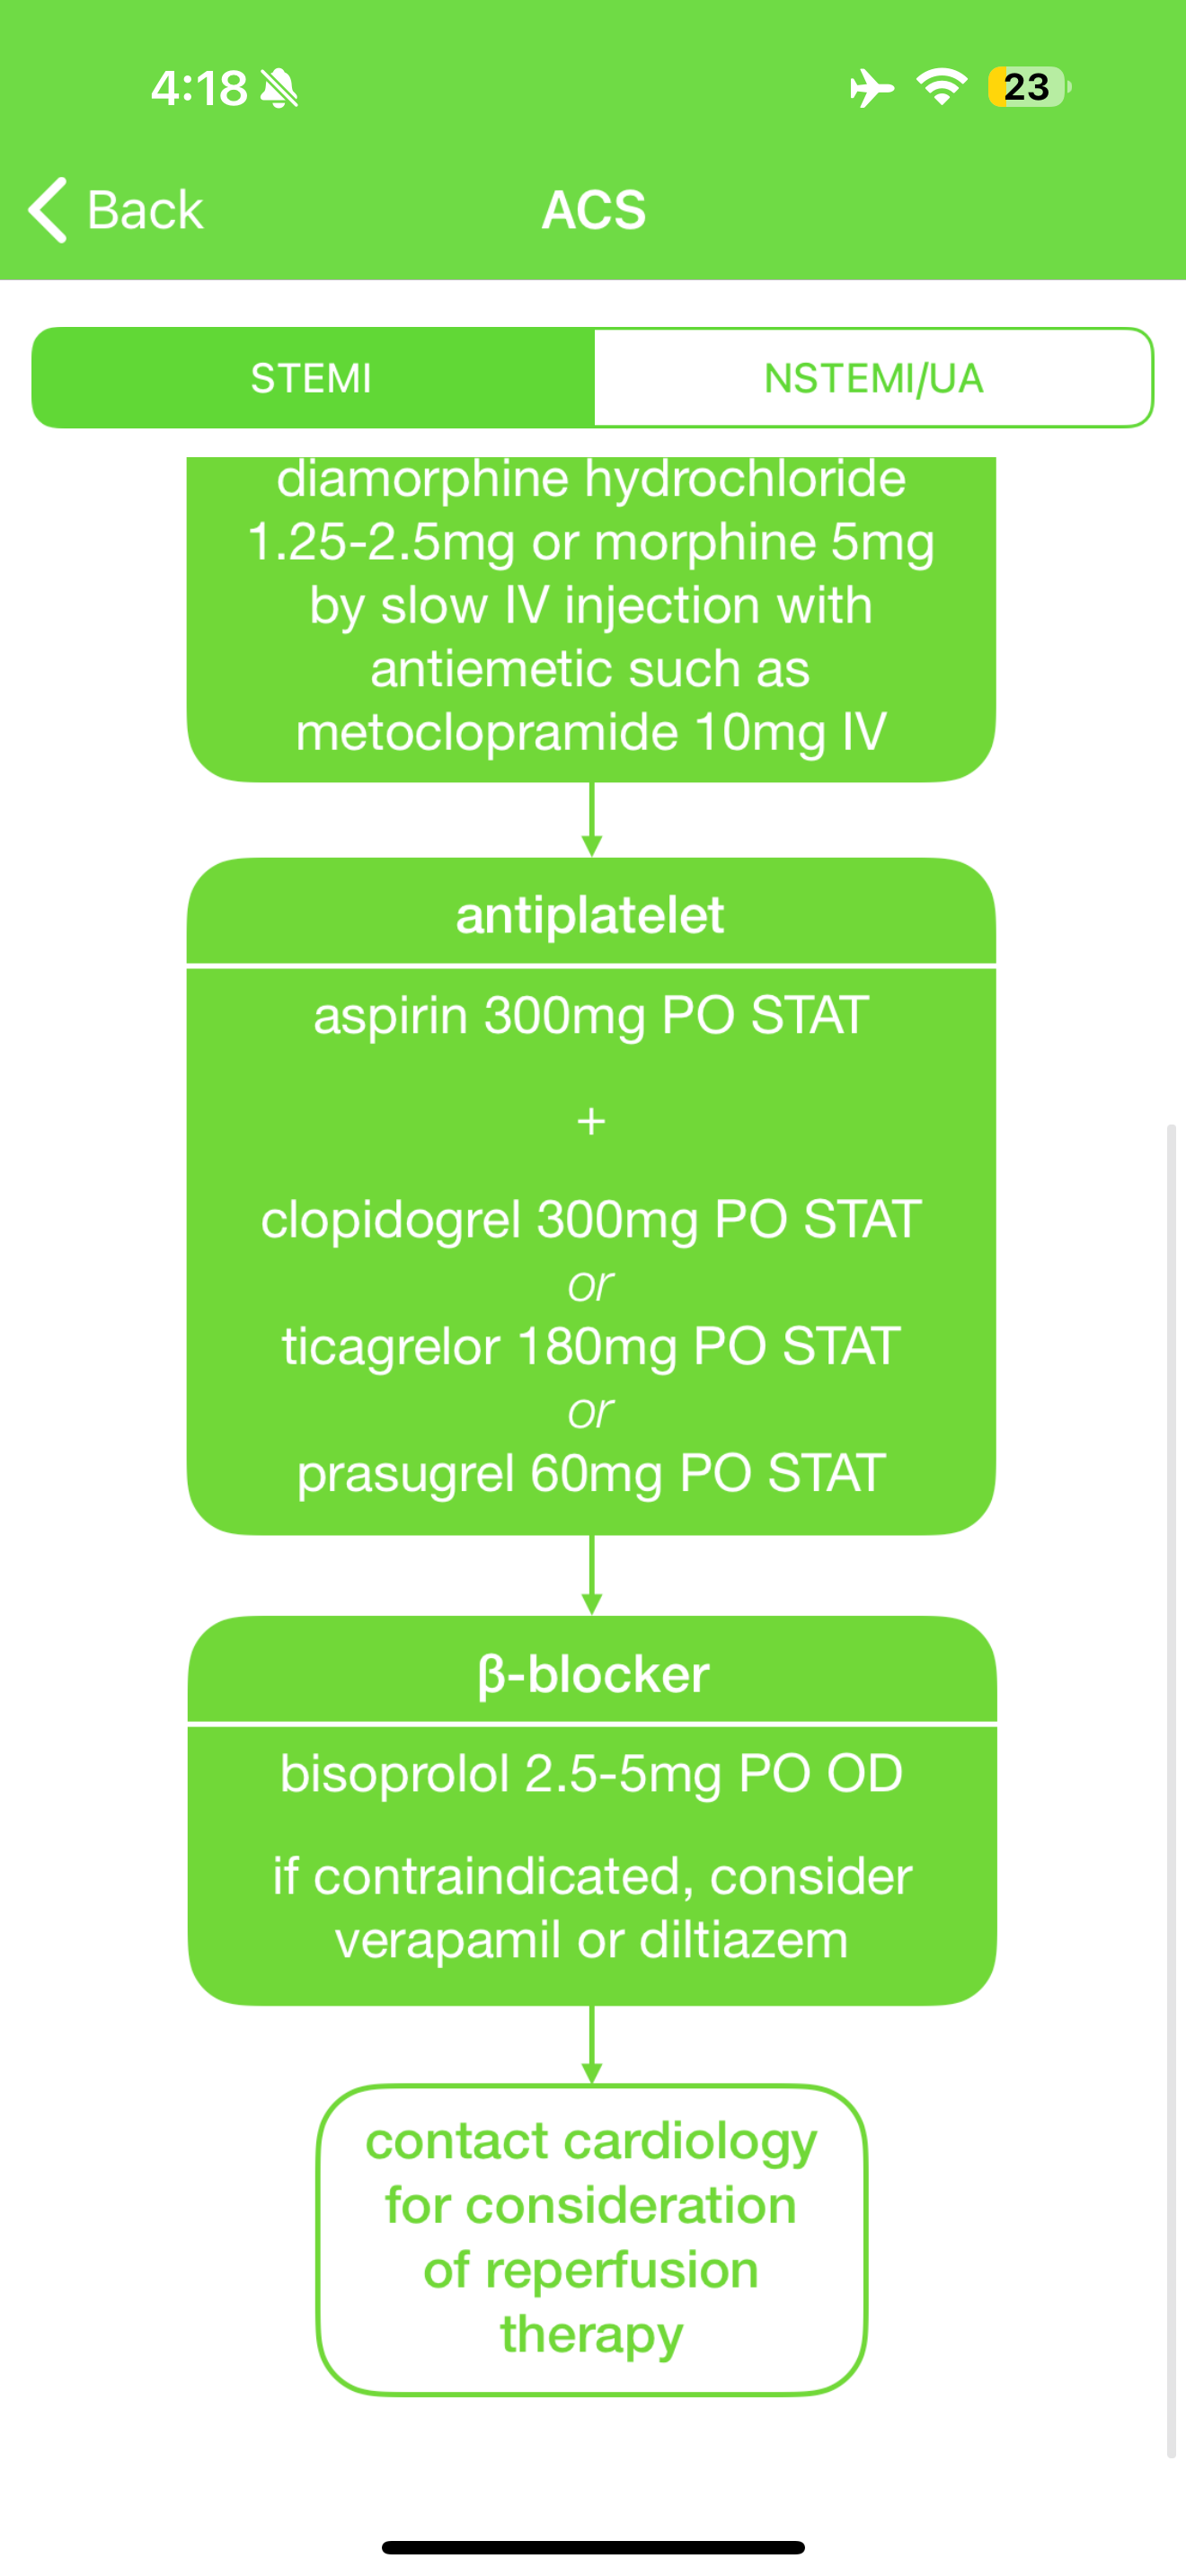 4:18
23
Back
ACS
STEMI
NSTEMI/UA
diamorphine hydrochloride
1.25-2.5mg or morphine 5mg
by slow IV injection with
antiemetic such as
metoclopramide 10mg IV
antiplatelet
aspirin 300mg PO STAT
+
clopidogrel 300mg PO STAT
or
ticagrelor 180mg PO STAT
or
prasugrel 60mg PO STAT
β-blocker
bisoprolol 2.5-5mg PO OD
if contraindicated, consider
verapamil or diltiazem
contact cardiology
for consideration
of reperfusion
therapy